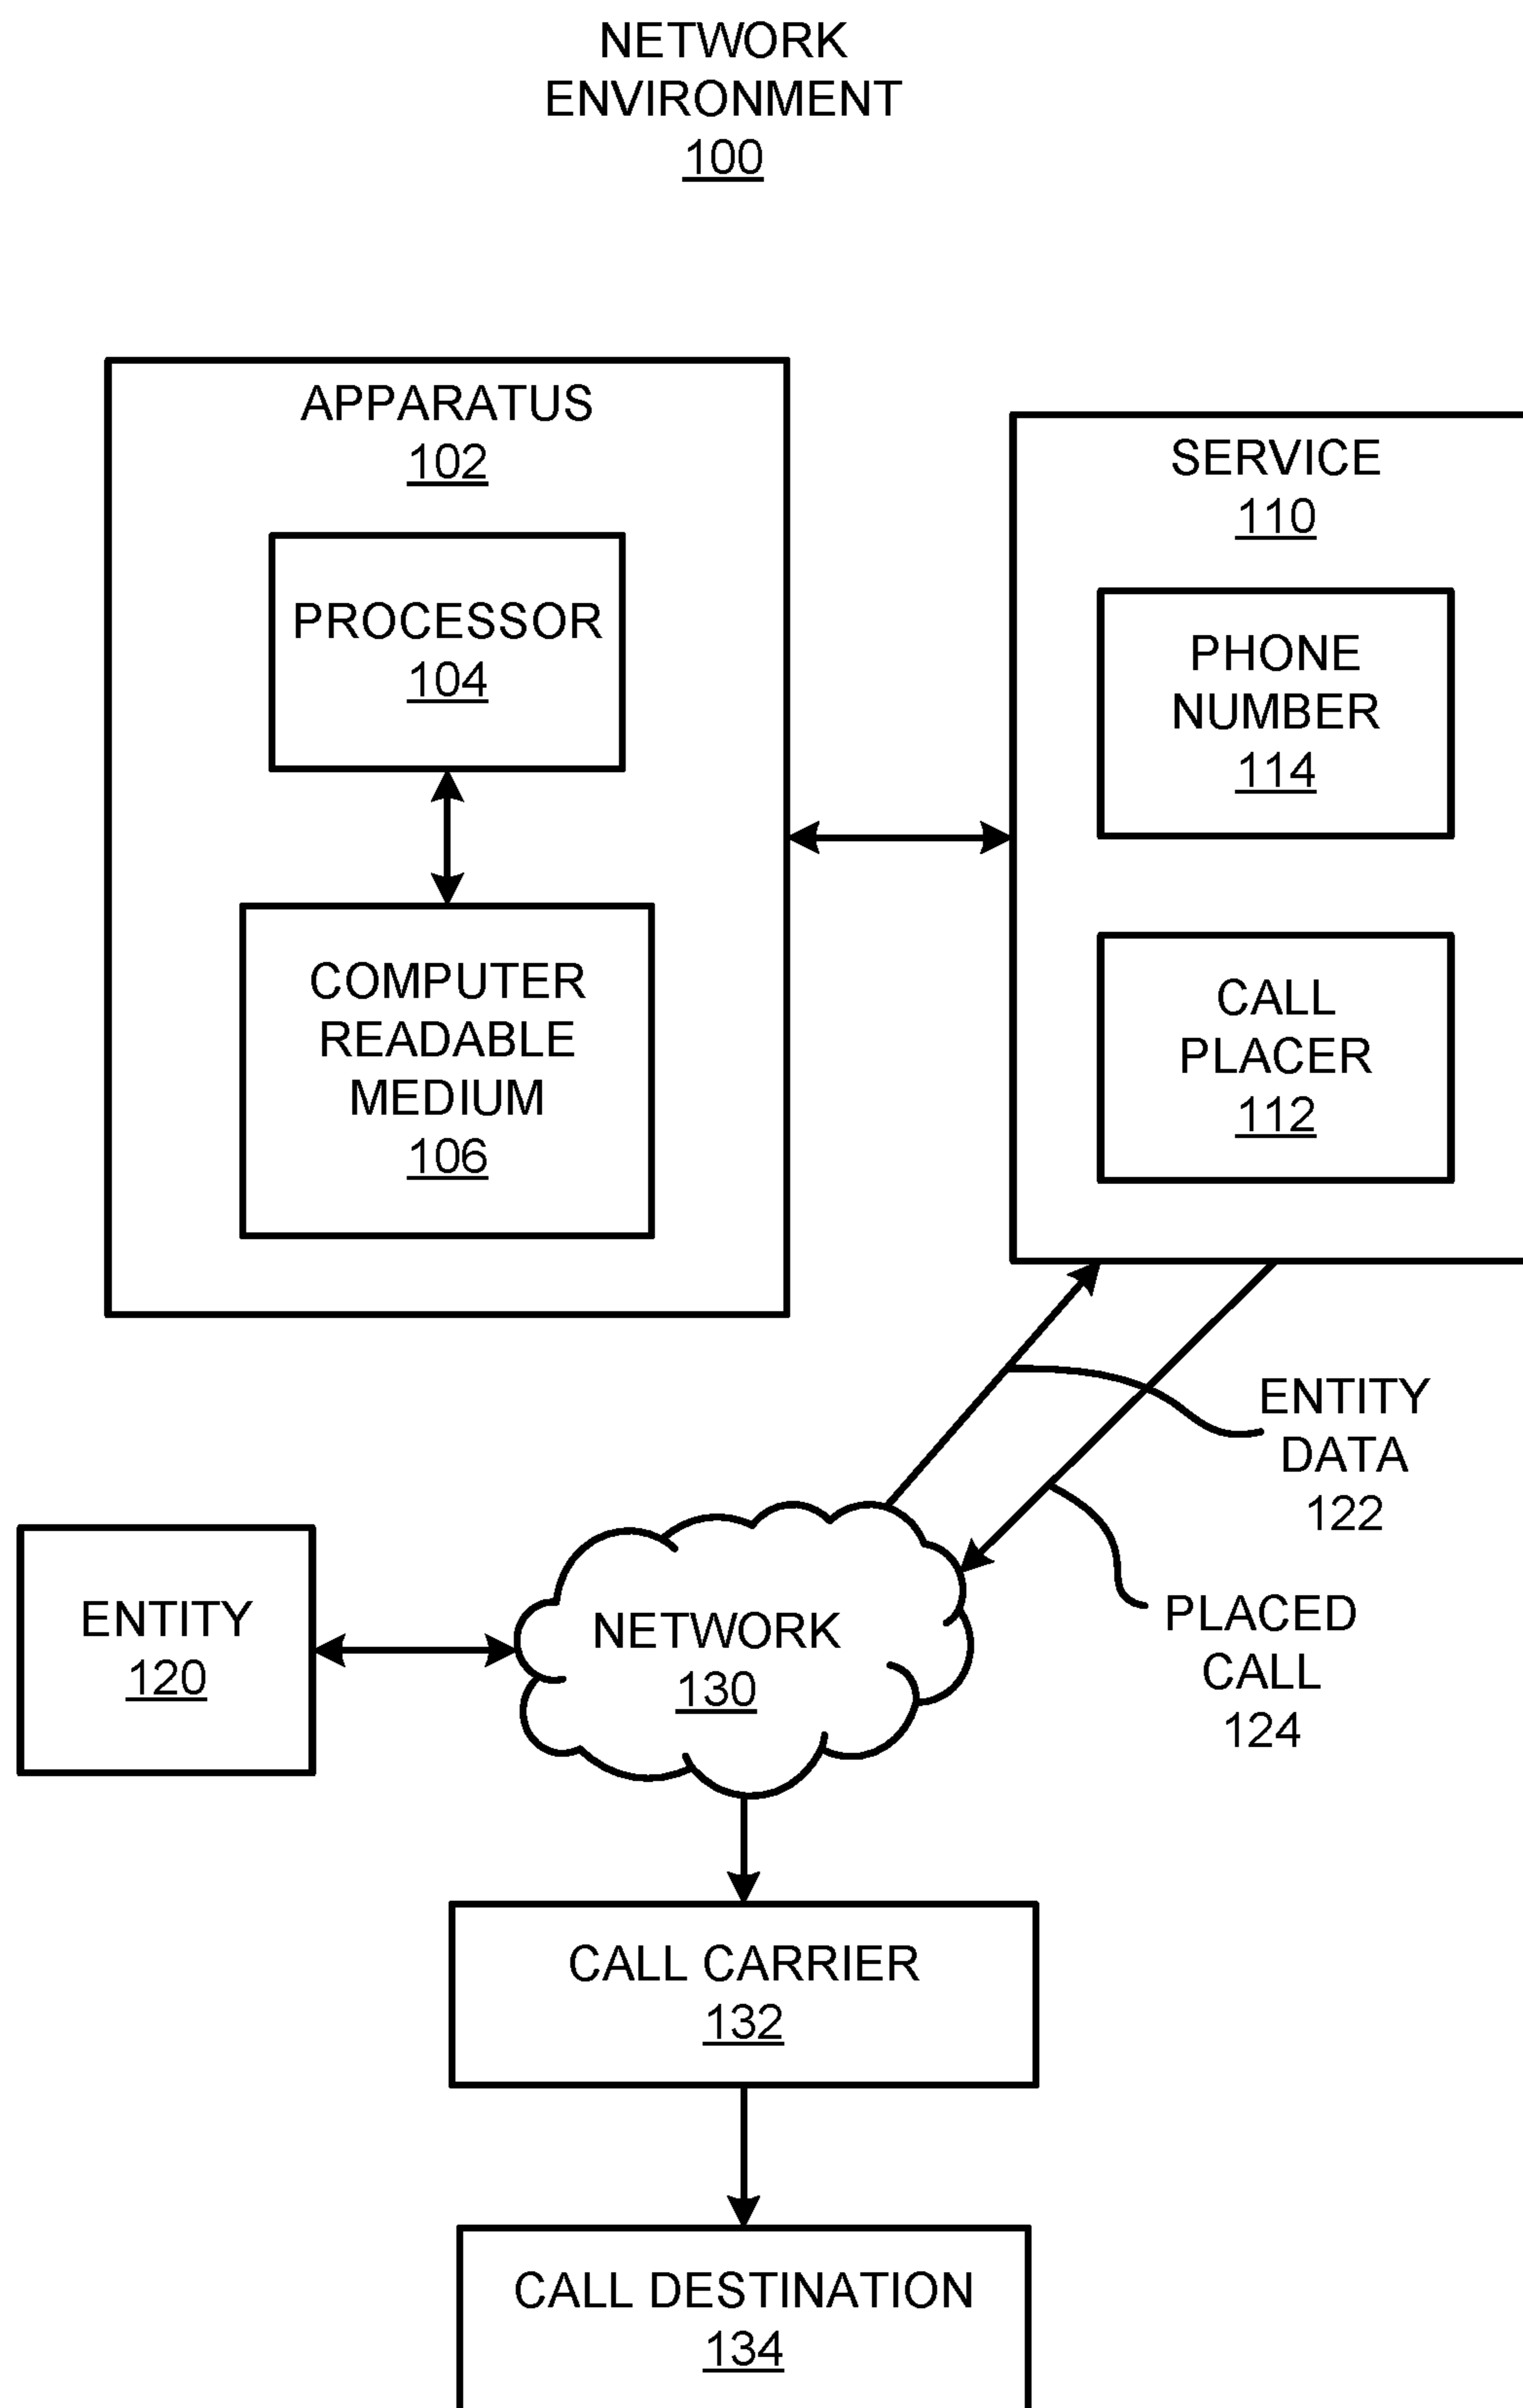 NETWORK
ENVIRONMENT
100
APPARATUS
102
PROCESSOR
104
COMPUTER
READABLE
MEDIUM
106
SERVICE
110
PHONE
NUMBER
114
CALL
PLACER
112
ENTITY
DATA
122
PLACED
CALL
124
ENTITY
120
NETWORK
130
CALL CARRIER
132
CALL DESTINATION
134